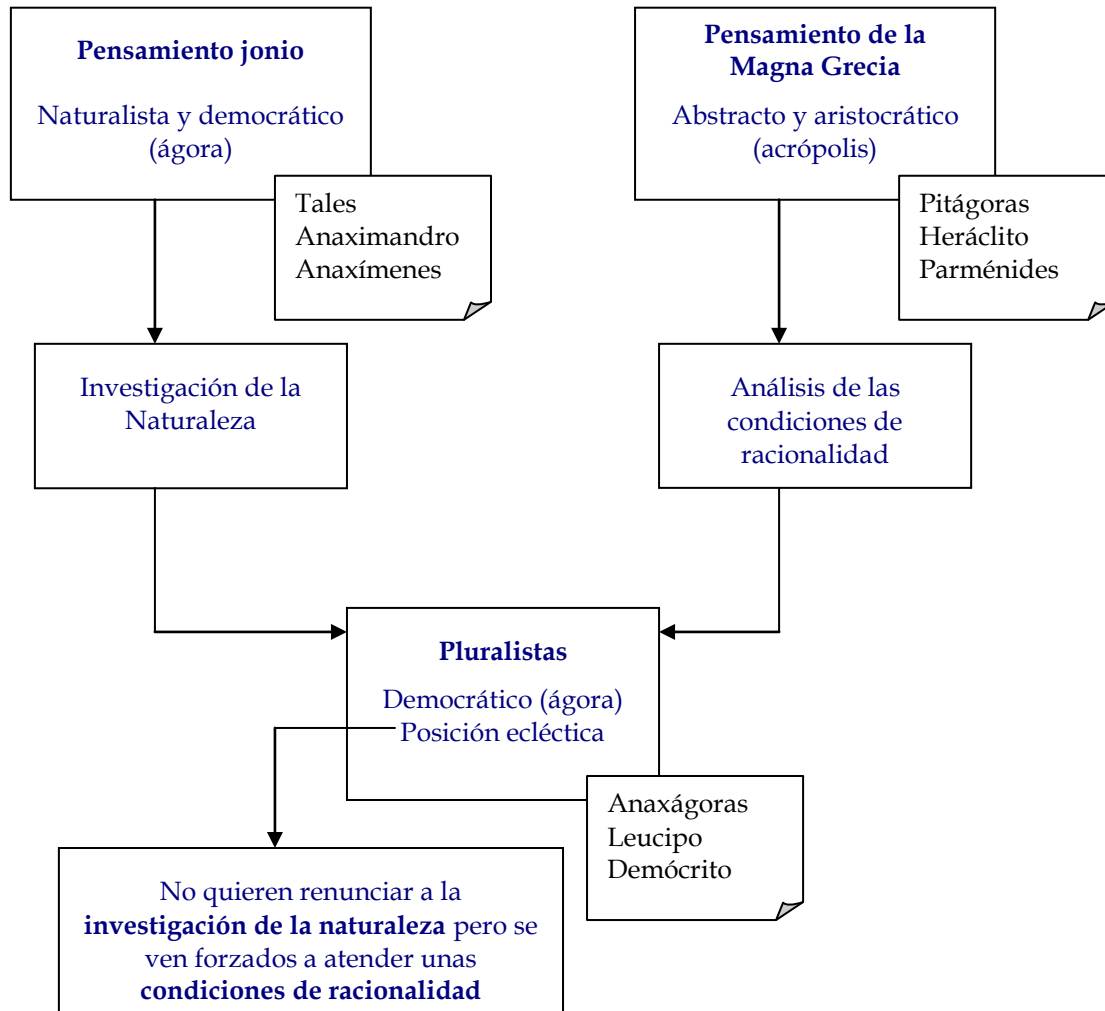 Pensamiento jonio
Naturalista y democrático
(ágora)
Tales
Anaximandro
Anaxímenes
Pensamiento de la
Magna Grecia
Abstracto y aristocrático
(acrópolis)
Pitágoras
Heráclito
Parménides
Investigación de la
Naturaleza
Análisis de las
condiciones de
racionalidad
Pluralistas
Democrático (ágora)
Posición ecléctica
Anaxágoras
Leucipo
Demócrito
No quieren renunciar a la
investigación de la naturaleza pero se
ven forzados a atender unas
condiciones de racionalidad